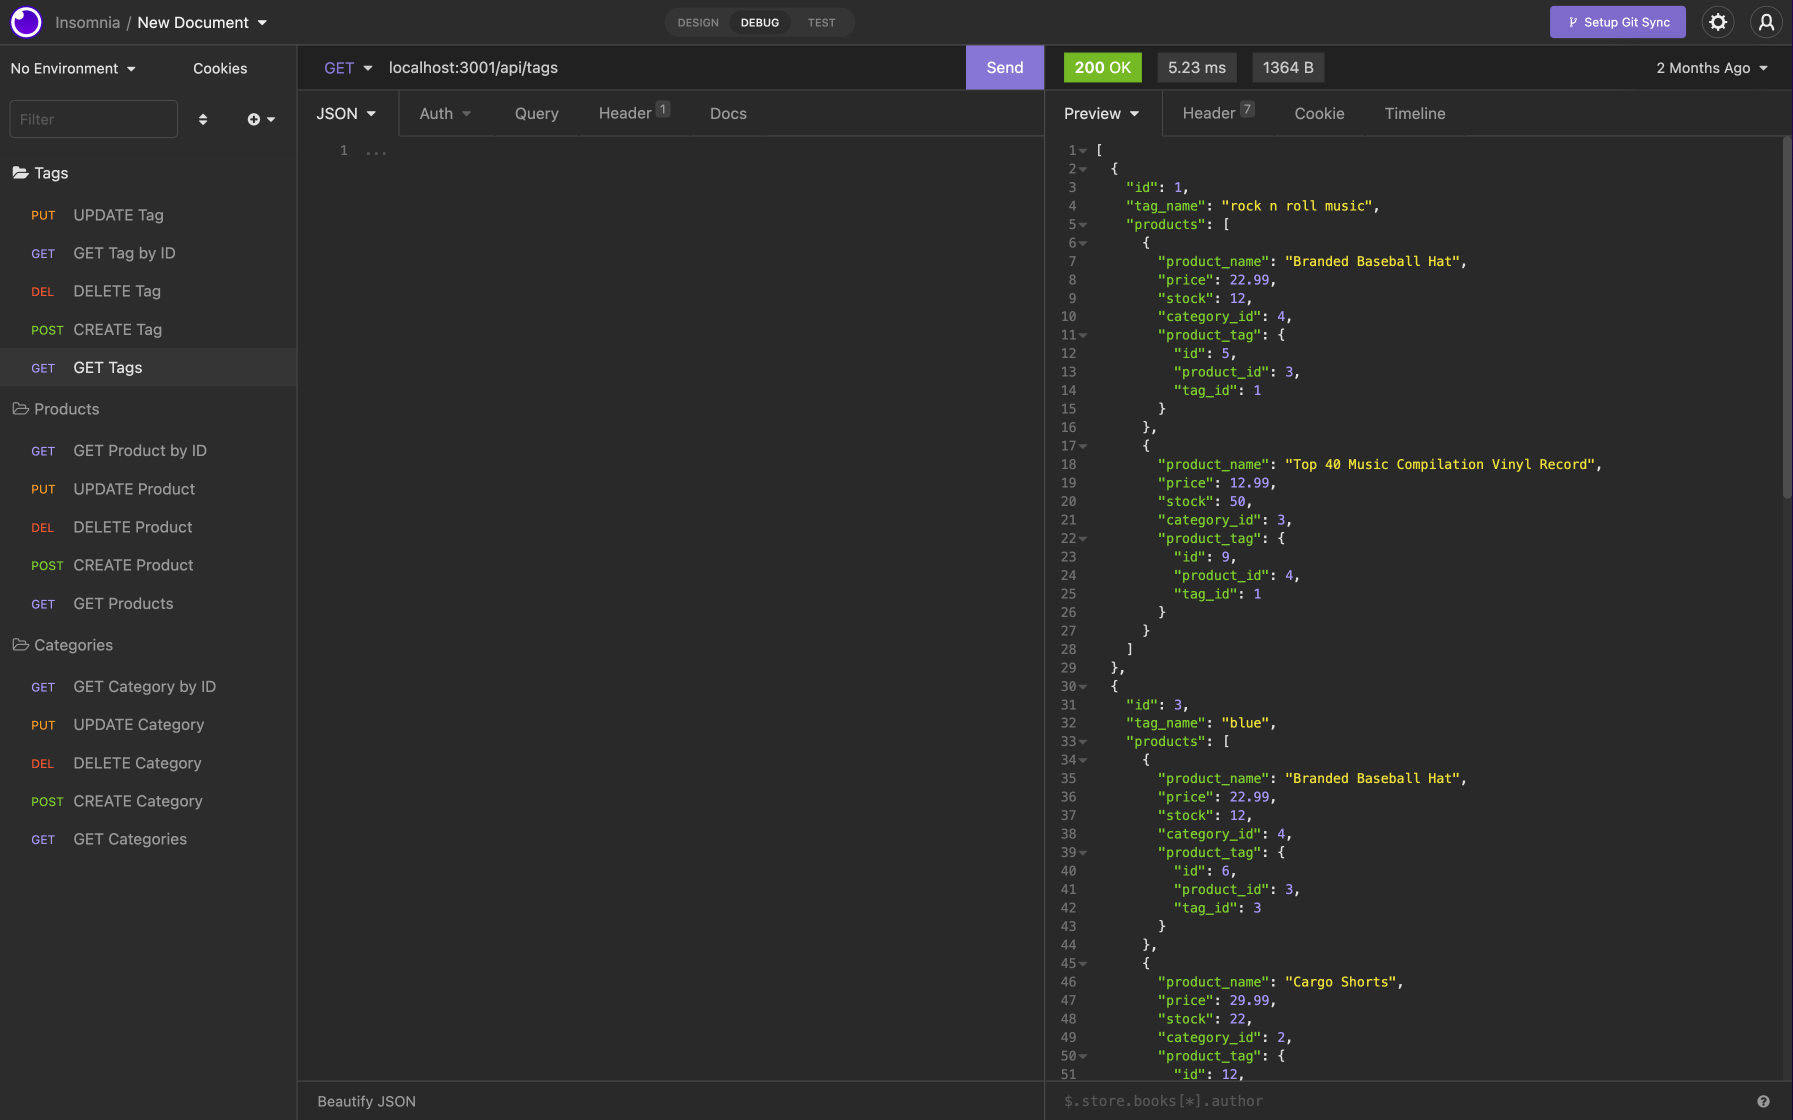 Insomnia / New Document
DESIGN DEBUG TEST
Setup Git Sync
No Environment Cookies
GET localhost:3001/api/tags Send
200 OK 5.23 ms 1364 B 2 Months Ago
Filter
JSON Auth Query Header 1 Docs
Preview Header 7 Cookie Timeline
Tags
PUT UPDATE Tag
GET GET Tag by ID
DEL DELETE Tag
POST CREATE Tag
GET GET Tags
Products
GET GET Product by ID
PUT UPDATE Product
DEL DELETE Product
POST CREATE Product
GET GET Products
Categories
GET GET Category by ID
PUT UPDATE Category
DEL DELETE Category
POST CREATE Category
GET GET Categories
1 ...
Beautify JSON
1 [
2 {
3 "id": 1,
4 "tag_name": "rock n roll music",
5 "products": [
6 {
7 "product_name": "Branded Baseball Hat",
8 "price": 22.99,
9 "stock": 12,
10 "category_id": 4,
11 "product_tag": {
12 "id": 5,
13 "product_id": 3,
14 "tag_id": 1
15 }
16 },
17 {
18 "product_name": "Top 40 Music Compilation Vinyl Record",
19 "price": 12.99,
20 "stock": 50,
21 "category_id": 3,
22 "product_tag": {
23 "id": 9,
24 "product_id": 4,
25 "tag_id": 1
26 }
27 }
28 ]
29 },
30 {
31 "id": 3,
32 "tag_name": "blue",
33 "products": [
34 {
35 "product_name": "Branded Baseball Hat",
36 "price": 22.99,
37 "stock": 12,
38 "category_id": 4,
39 "product_tag": {
40 "id": 6,
41 "product_id": 3,
42 "tag_id": 3
43 }
44 },
45 {
46 "product_name": "Cargo Shorts",
47 "price": 29.99,
48 "stock": 22,
49 "category_id": 2,
50 "product_tag": {
51 "id": 12,
$.store.books[*].author